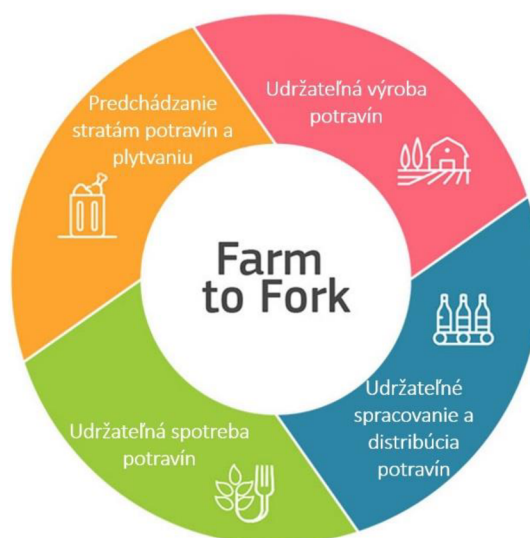 Predchádzanie
stratám potravín a
plytvaniu
Udržateľná výroba
potravín
Farm
to Fork
Udržateľné
spracovanie a
distribúcia
potravín
Udržateľná spotreba
potravín